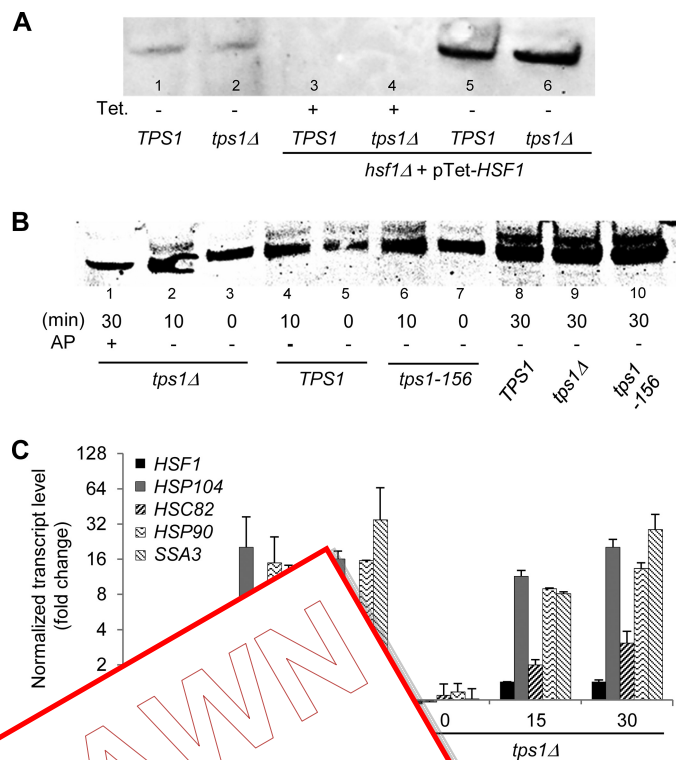 A
1 2 3 4 5 6
Tet. - - + + - -
TPS1 tps1Δ TPS1 tps1Δ TPS1 tps1Δ
hsf1Δ + pTet-HSF1
B
1 2 3 4 5 6 7 8 9 10
(min) 30 10 0 10 0 10 0 30 30 30
AP + - - - - - - - - -
tps1Δ TPS1 tps1-156 TPS1 tps1Δ tps1
-156
C
Normalized transcript level
(fold change)
128
64
32
16
8
4
2
HSF1
HSP104
HSC82
HSP90
SSA3
AWN
0 15 30
tps1Δ